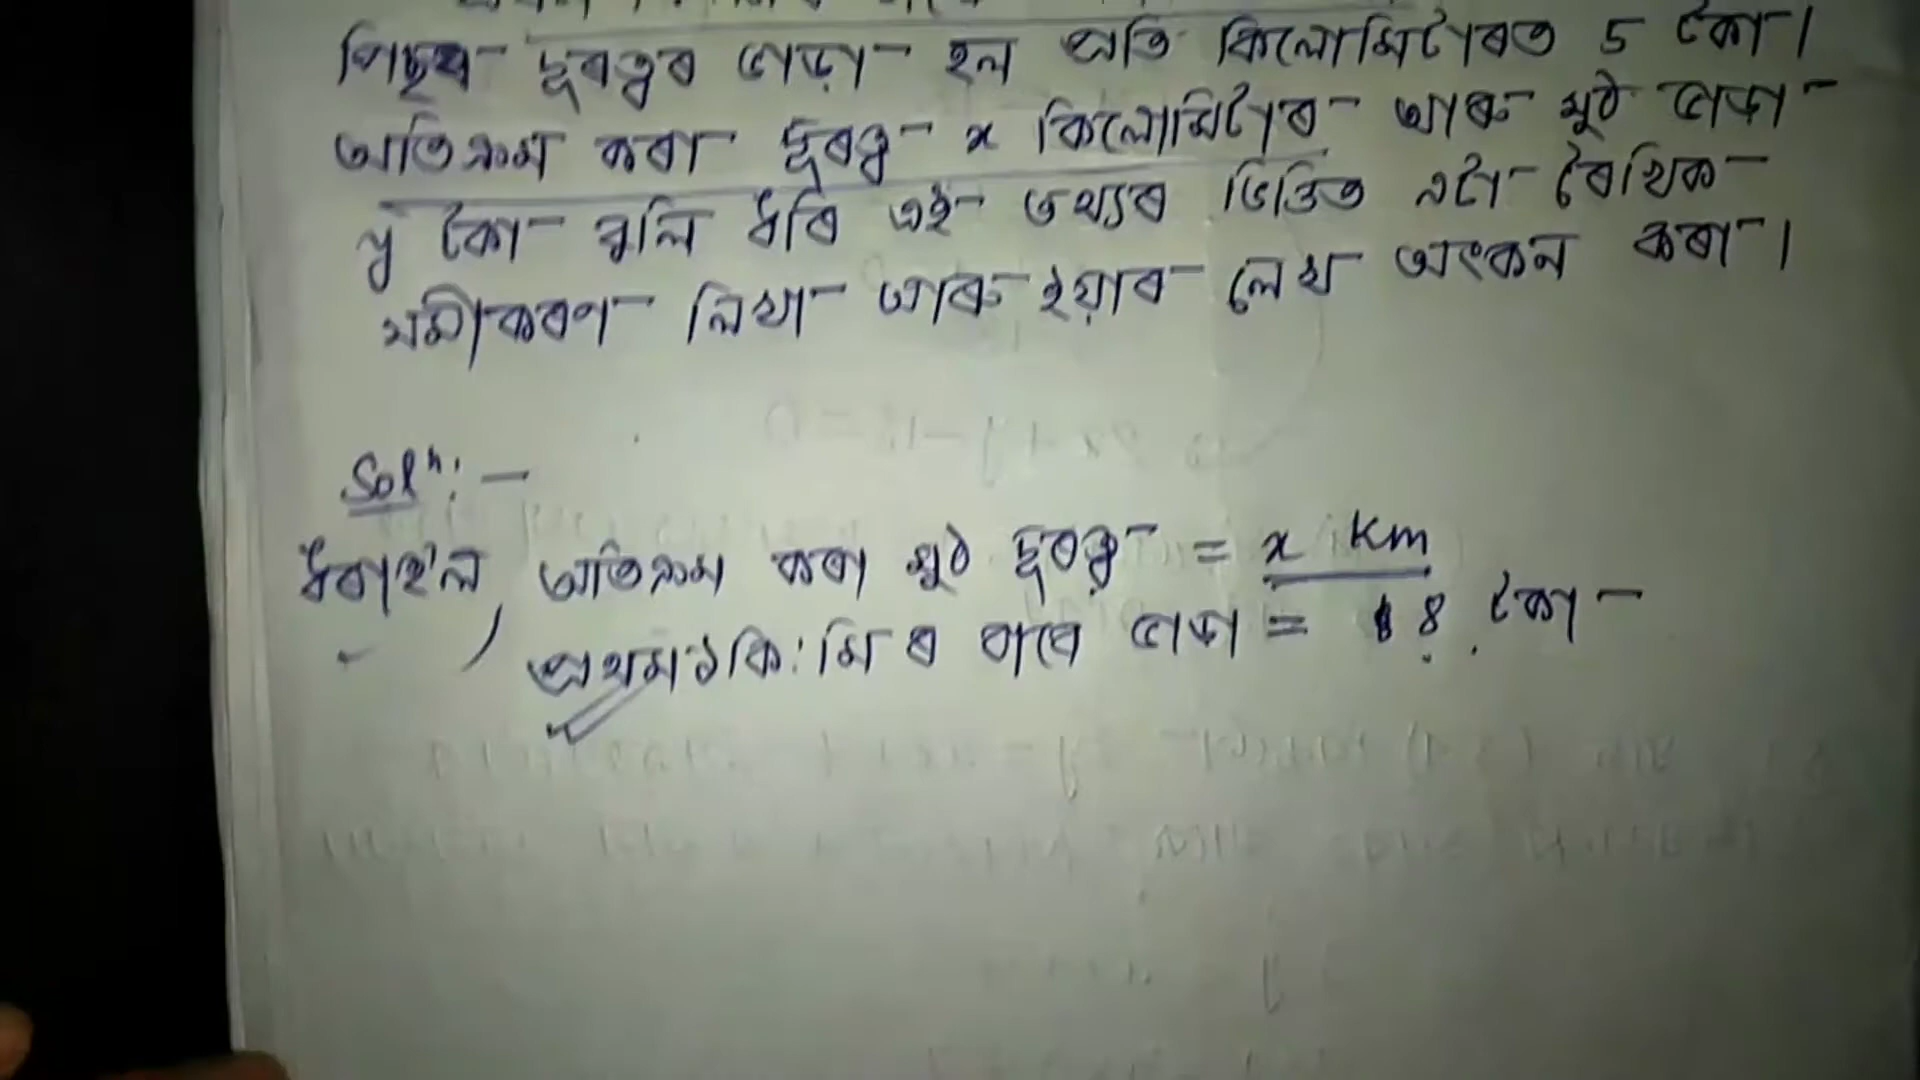 পিছৰ দূৰত্বৰ ভাড়া হল প্ৰতি কিলোমিটাৰত 5 টকা।
অতিক্ৰম কৰা দূৰত্ব x কিলোমিটাৰ আৰু মুঠ ভাড়া
y টকা বুলি ধৰি এই তথ্যৰ ভিত্তিত এটা ৰৈখিক
সমীকৰণ লিখা আৰু ইয়াৰ লেখ অংকন কৰা।
Solⁿ: –
ধৰাহ'ল, অতিক্ৰম কৰা মুঠ দূৰত্ব = x Km
প্ৰথম 1 কি: মি ৰ বাবে ভাড়া = 8 টকা